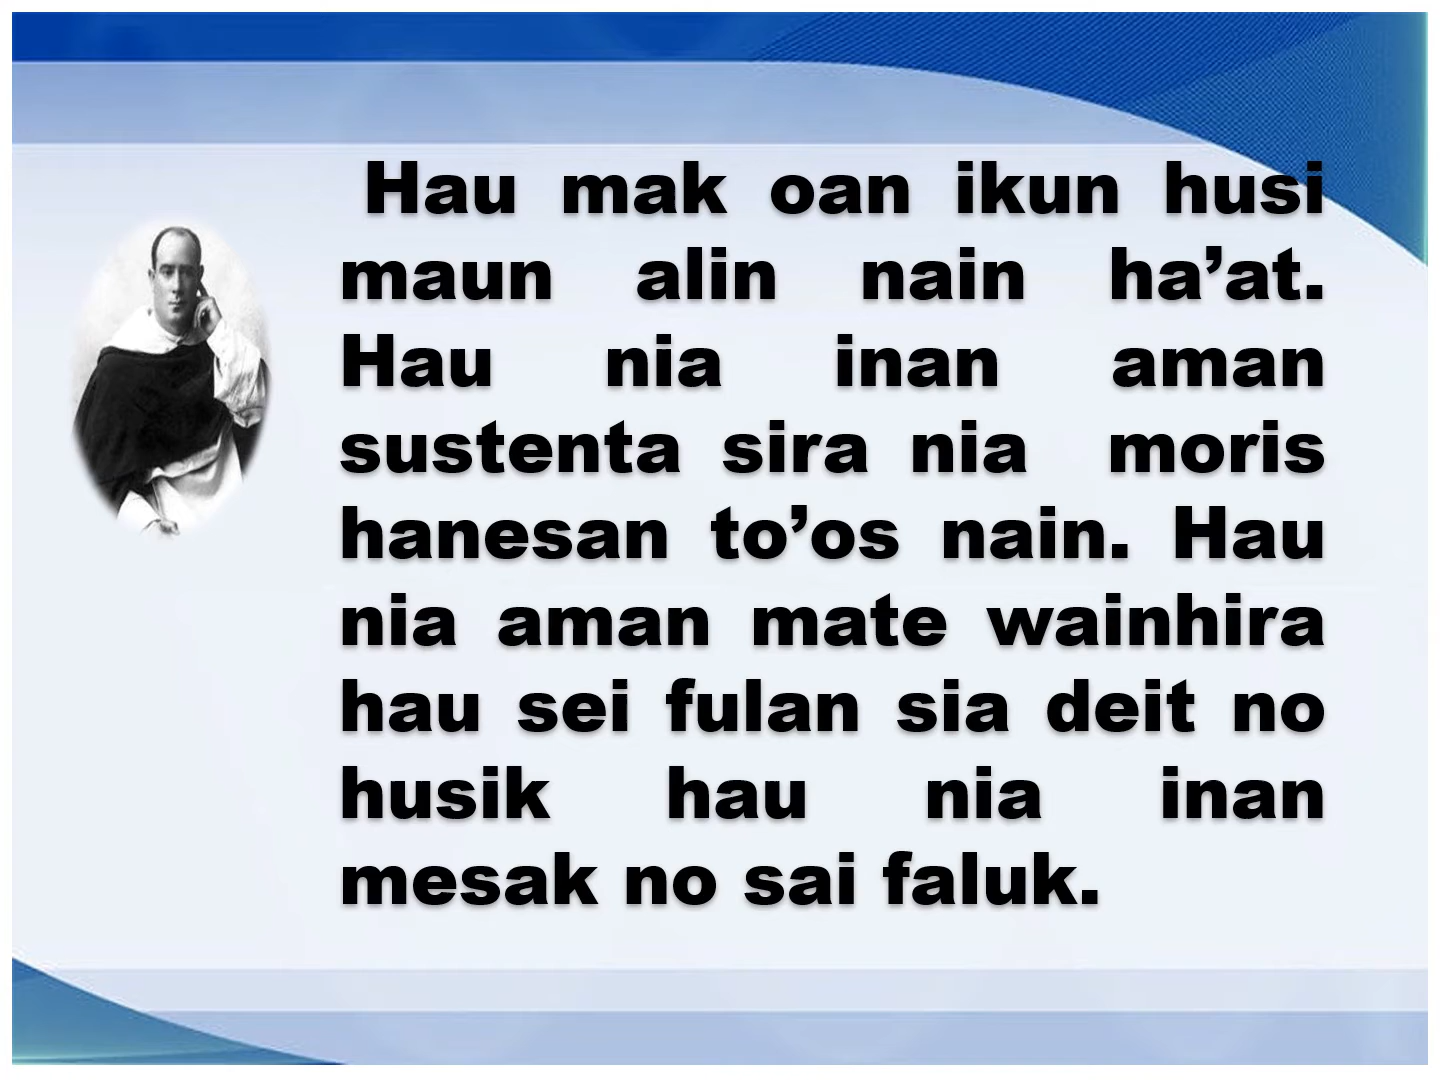 Hau mak oan ikun husi
maun alin nain ha’at.
Hau nia inan aman
sustenta sira nia moris
hanesan to’os nain. Hau
nia aman mate wainhira
hau sei fulan sia deit no
husik hau nia inan
mesak no sai faluk.